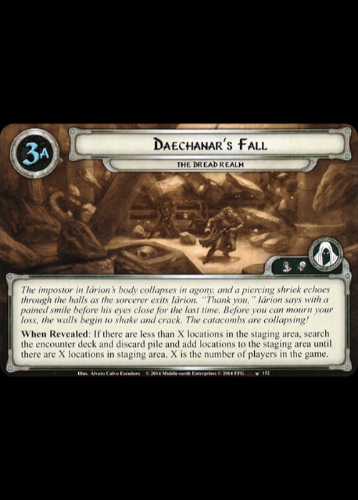 3A
DAECHANAR'S FALL
THE DREAD REALM
The impostor in Iârion's body collapses in agony, and a piercing shriek echoes
through the halls as the sorcerer exits Iârion. "Thank you," Iârion says with a
pained smile before his eyes close for the last time. Before you can mourn your
loss, the walls begin to shake and crack. The catacombs are collapsing!
When Revealed: If there are less than X locations in the staging area, search
the encounter deck and discard pile and add locations to the staging area until
there are X locations in staging area. X is the number of players in the game.
Illus. Álvaro Calvo Escudero © 2014 Middle-earth Enterprises © 2014 FFG